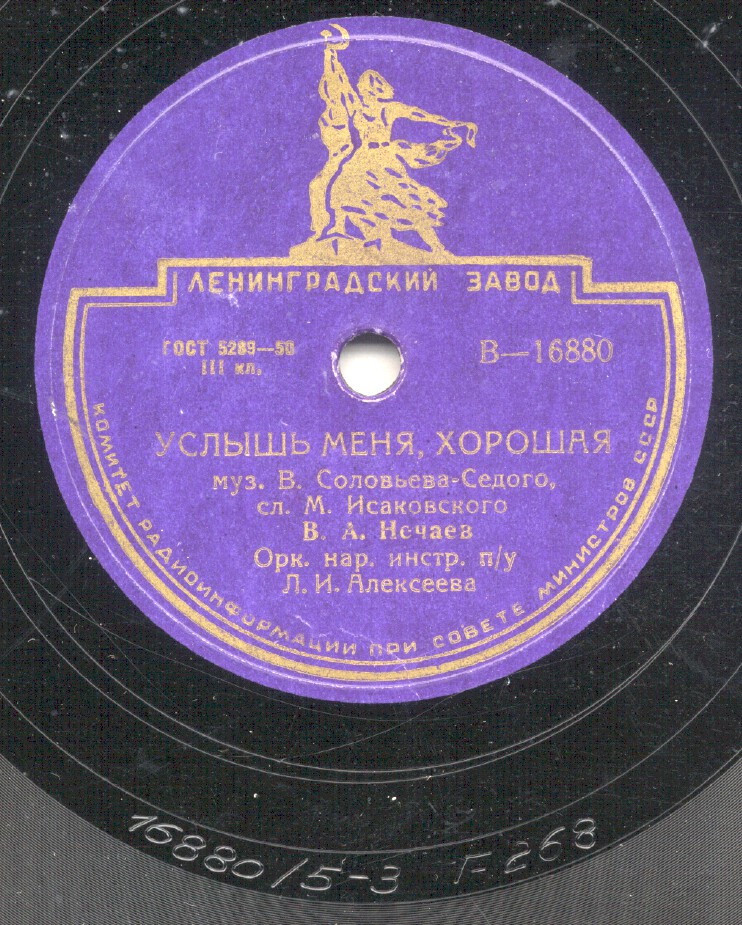 ЛЕНИНГРАДСКИЙ ЗАВОД
ГОСТ 5289—50
III кл.
В—16880
УСЛЫШЬ МЕНЯ, ХОРОШАЯ
муз. В. Соловьева-Седого,
сл. М. Исаковского
В. А. Нечаев
Орк. нар. инстр. п/у
Л. И. Алексеева
КОМИТЕТ РАДИОИНФОРМАЦИИ ПРИ СОВЕТЕ МИНИСТРОВ СССР
16880/5-3 Г-268